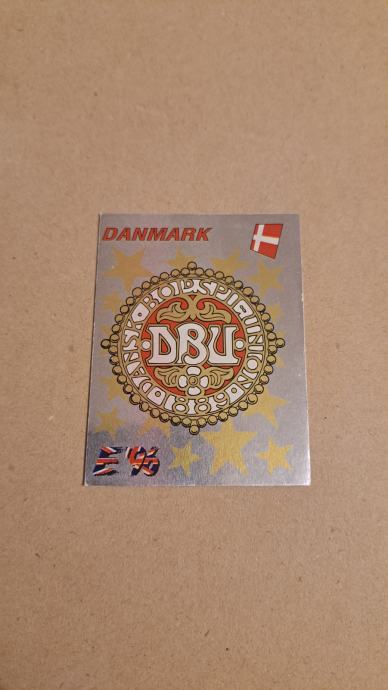 DANMARK
DANSK BOLDSPIL UNION
DBU
1889
E '96